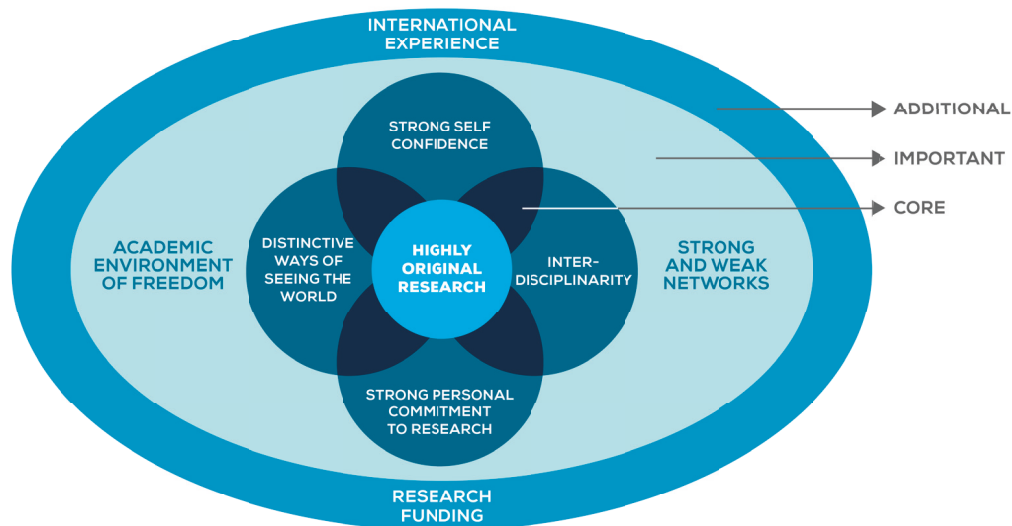 INTERNATIONAL
EXPERIENCE
ADDITIONAL
STRONG SELF
CONFIDENCE
IMPORTANT
CORE
ACADEMIC
ENVIRONMENT
OF FREEDOM
DISTINCTIVE
WAYS OF
SEEING THE
WORLD
HIGHLY
ORIGINAL
RESEARCH
INTER-
DISCIPLINARITY
STRONG
AND WEAK
NETWORKS
STRONG PERSONAL
COMMITMENT
TO RESEARCH
RESEARCH
FUNDING